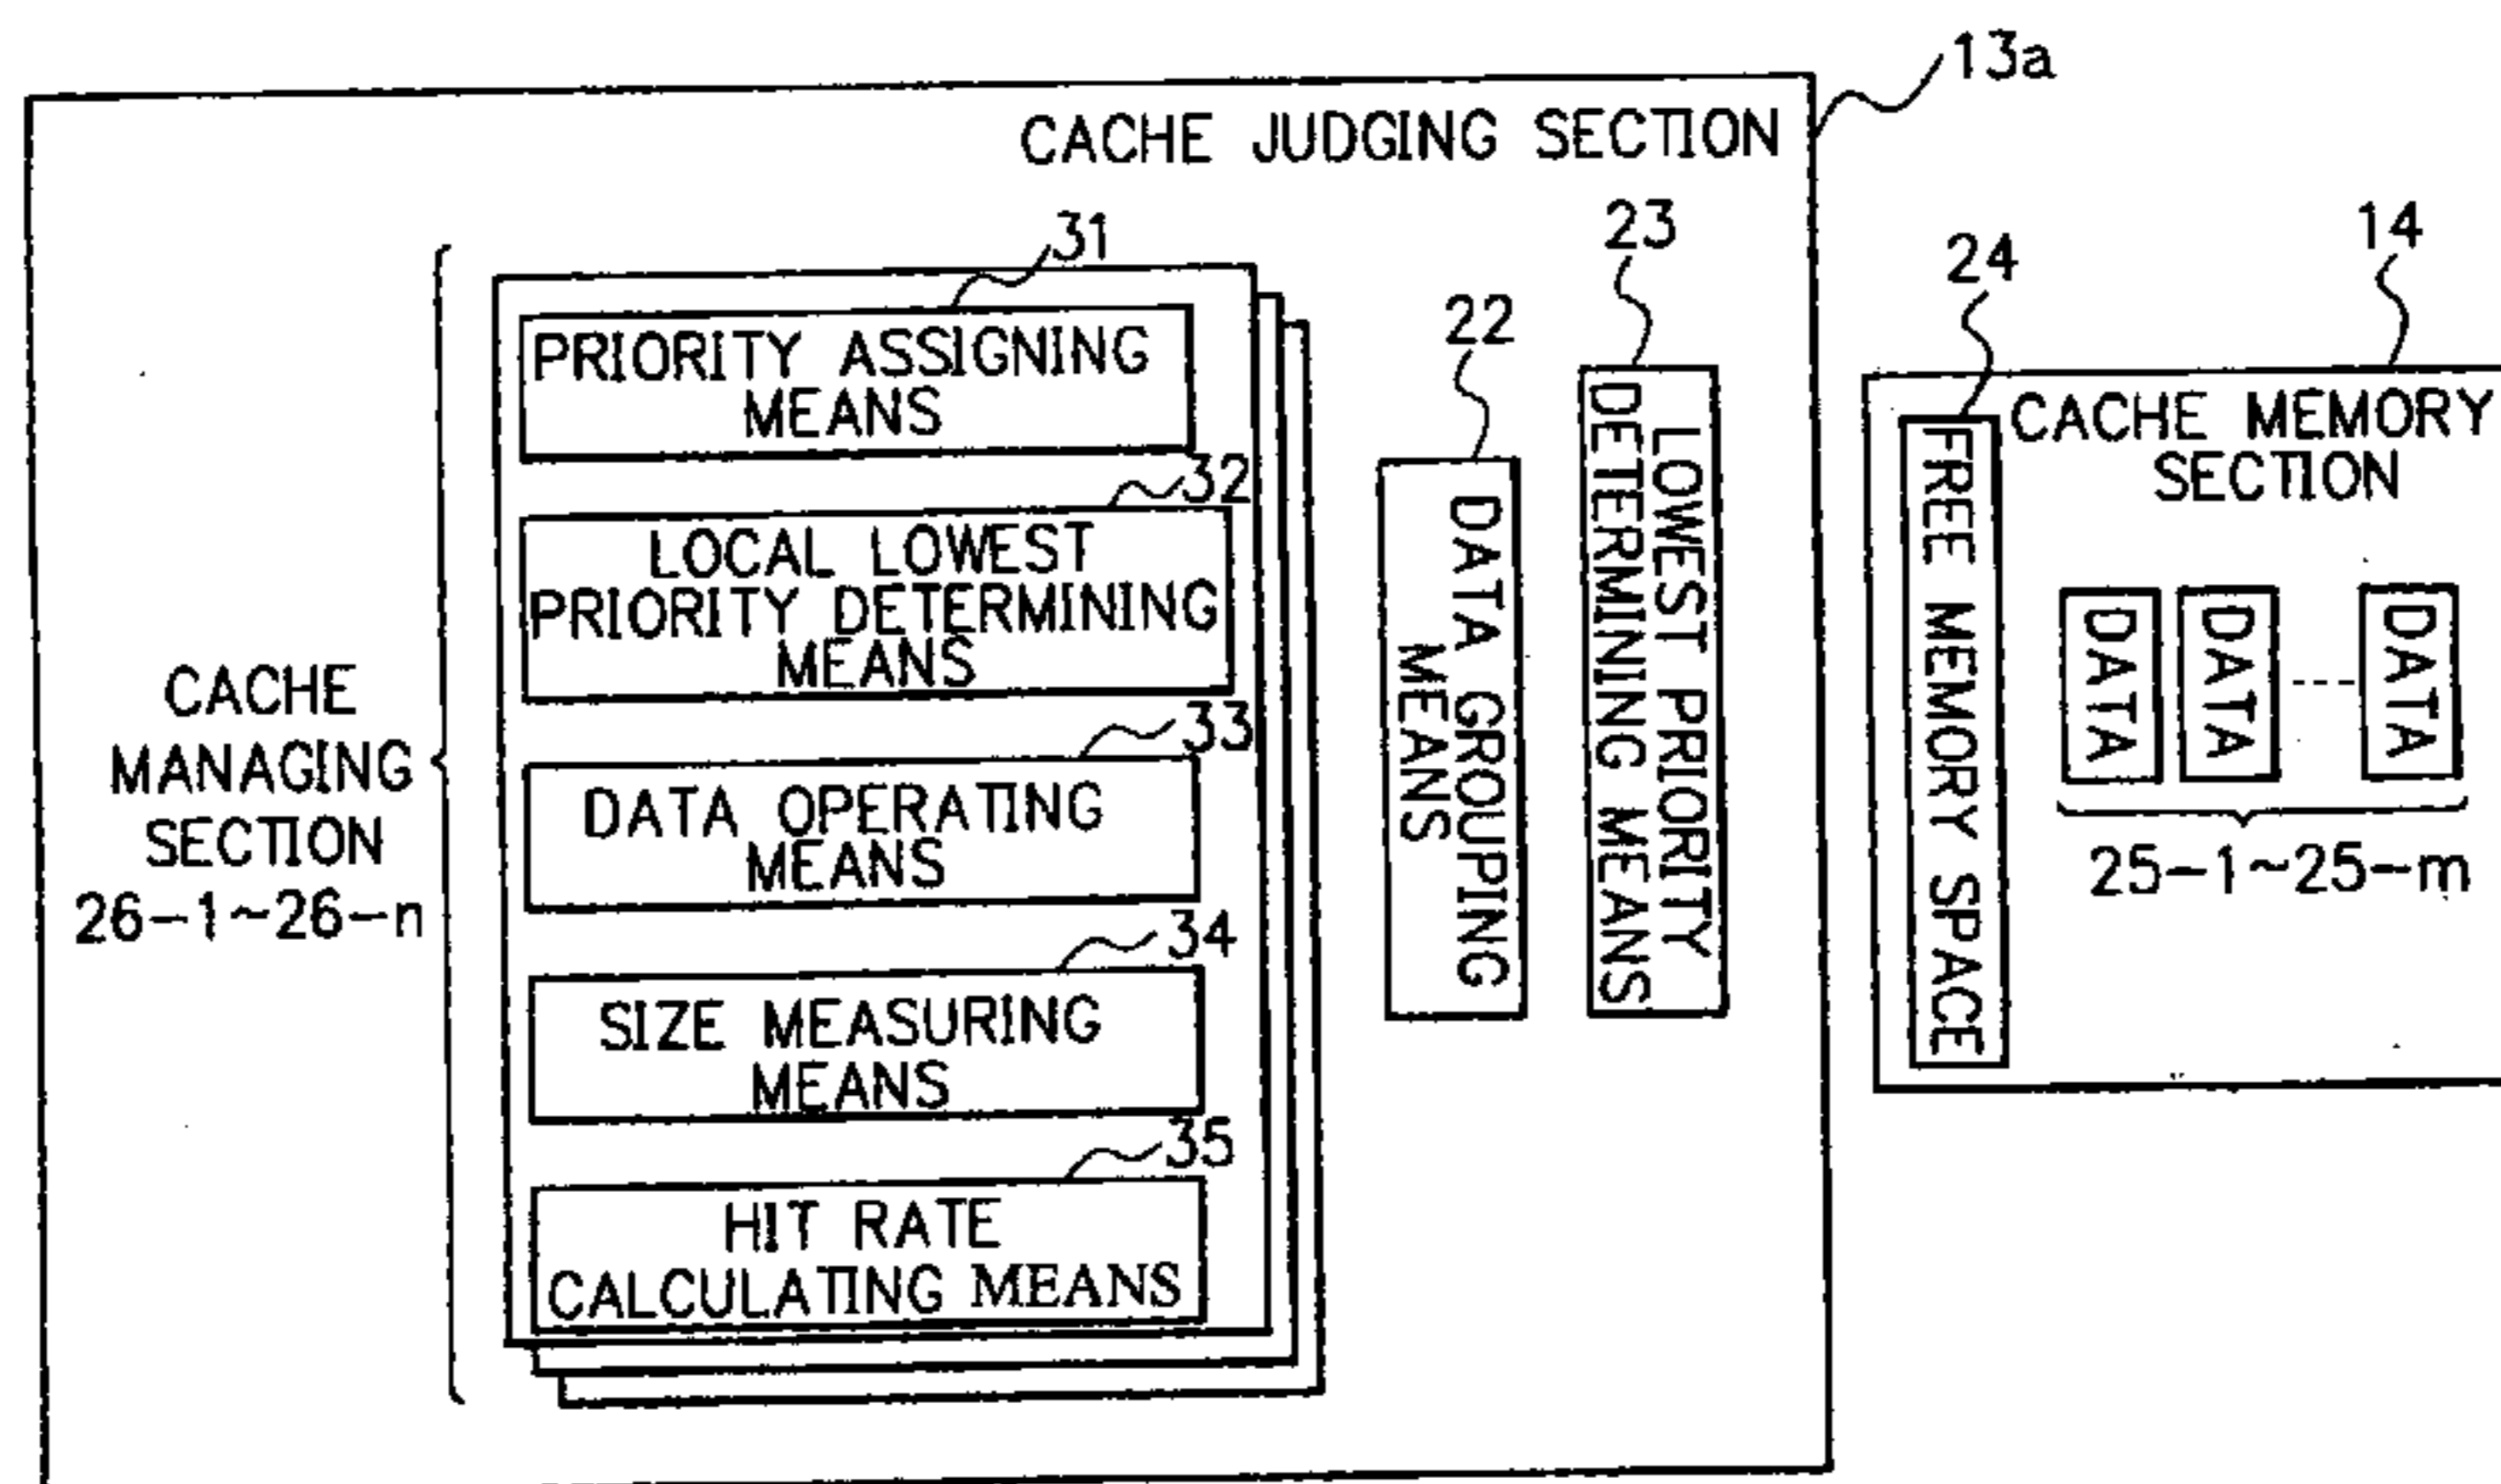 13a
CACHE JUDGING SECTION
31
23
14
24
22
PRIORITY ASSIGNING
MEANS
32
LOCAL LOWEST
PRIORITY DETERMINING
MEANS
33
DATA OPERATING
MEANS
34
SIZE MEASURING
MEANS
35
HIT RATE
CALCULATING MEANS
CACHE
MANAGING
SECTION
26-1~26-n
DATA GROUPING
MEANS
LOWEST PRIORITY
DETERMINING MEANS
CACHE MEMORY
SECTION
FREE MEMORY SPACE
DATA
DATA
DATA
25-1~25-m